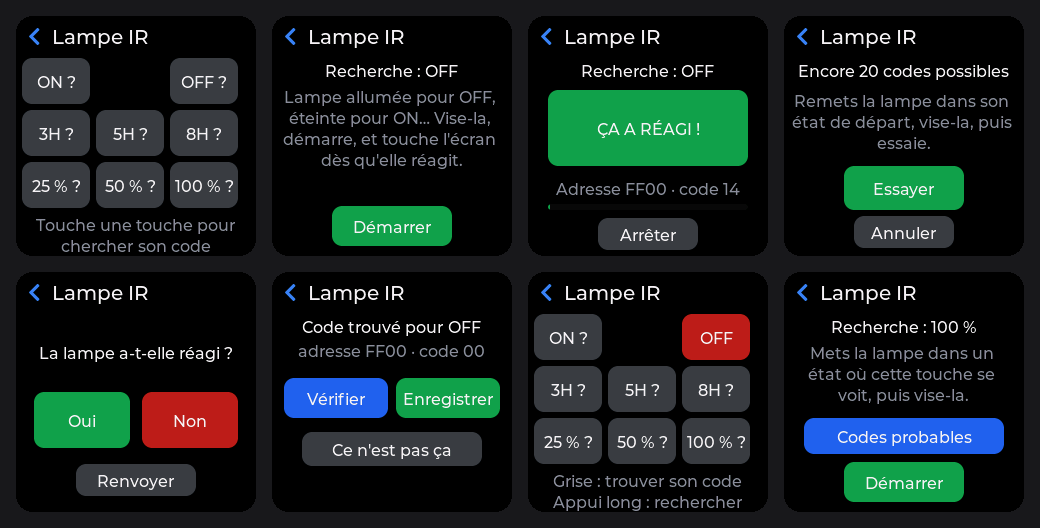 Lampe IR
ON ?
OFF ?
3H ?
5H ?
8H ?
25 % ?
50 % ?
100 % ?
Touche une touche pour
chercher son code
Lampe IR
Recherche : OFF
Lampe allumée pour OFF,
éteinte pour ON... Vise-la,
démarre, et touche l'écran
dès qu'elle réagit.
Démarrer
Lampe IR
Recherche : OFF
ÇA A RÉAGI !
Adresse FF00 · code 14
Arrêter
Lampe IR
Encore 20 codes possibles
Remets la lampe dans son
état de départ, vise-la, puis
essaie.
Essayer
Annuler
Lampe IR
La lampe a-t-elle réagi ?
Oui
Non
Renvoyer
Lampe IR
Code trouvé pour OFF
adresse FF00 · code 00
Vérifier
Enregistrer
Ce n'est pas ça
Lampe IR
ON ?
OFF
3H ?
5H ?
8H ?
25 % ?
50 % ?
100 % ?
Grise : trouver son code
Appui long : rechercher
Lampe IR
Recherche : 100 %
Mets la lampe dans un
état où cette touche se
voit, puis vise-la.
Codes probables
Démarrer